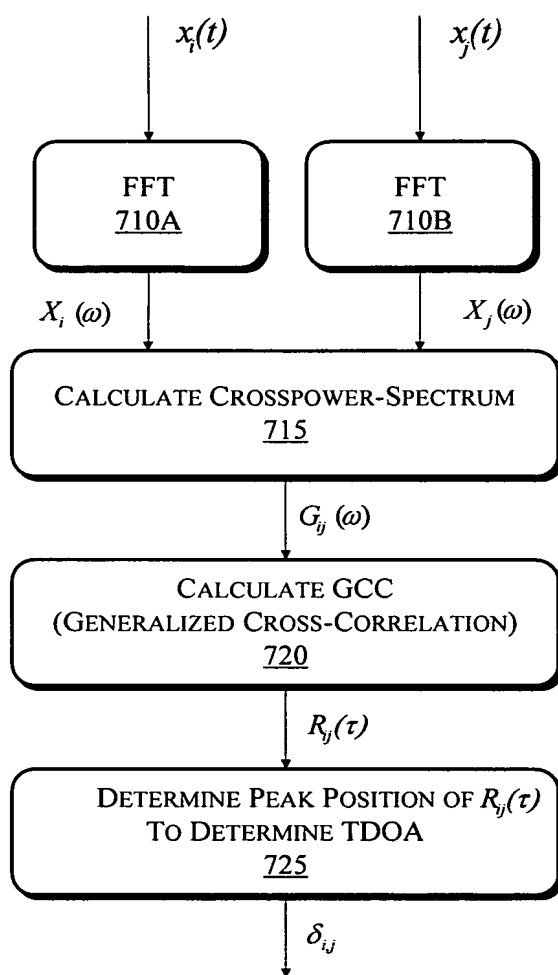 x_i(t) x_j(t)
FFT
710A
FFT
710B
X_i (ω) X_j (ω)
CALCULATE CROSSPOWER-SPECTRUM
715
G_ij (ω)
CALCULATE GCC
(GENERALIZED CROSS-CORRELATION)
720
R_ij(τ)
DETERMINE PEAK POSITION OF R_ij(τ)
TO DETERMINE TDOA
725
δ_i,j